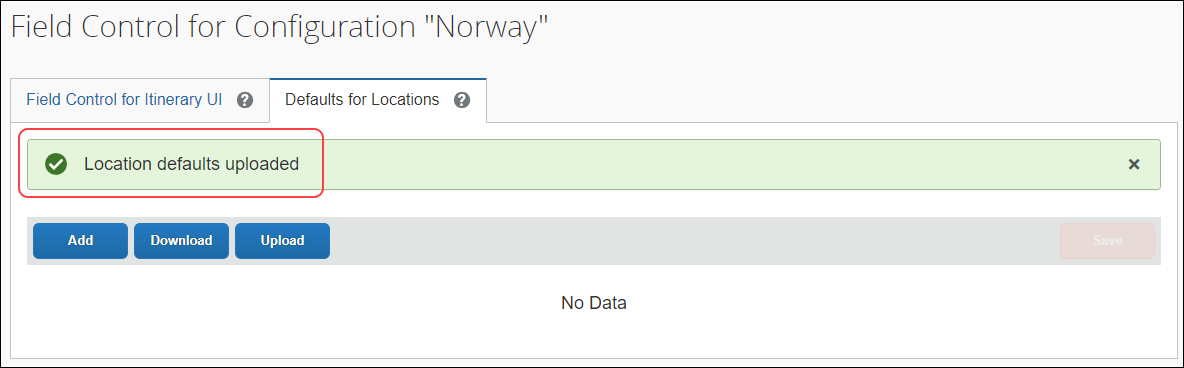 Field Control for Configuration "Norway"
Field Control for Itinerary UI ?
Defaults for Locations ?
Location defaults uploaded ×
Add Download Upload Save
No Data